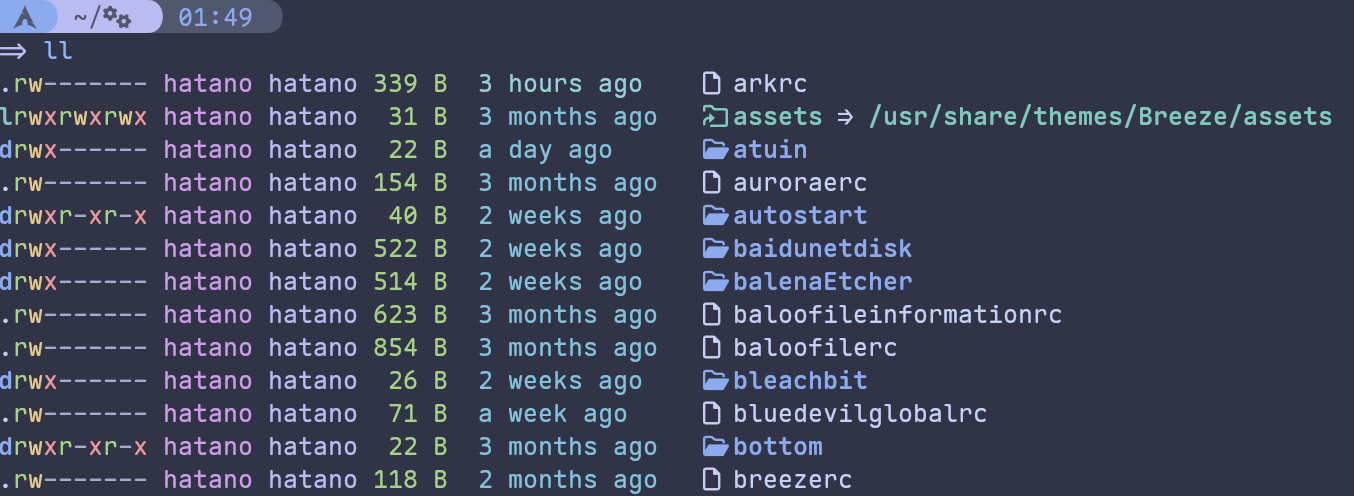 ~/ 01:49
⇒ ll
.rw------- hatano hatano 339 B 3 hours ago arkrc
lrwxrwxrwx hatano hatano 31 B 3 months ago assets ⇒ /usr/share/themes/Breeze/assets
drwx------ hatano hatano 22 B a day ago atuin
.rw------- hatano hatano 154 B 3 months ago auroraerc
drwxr-xr-x hatano hatano 40 B 2 weeks ago autostart
drwx------ hatano hatano 522 B 2 weeks ago baidunetdisk
drwx------ hatano hatano 514 B 2 weeks ago balenaEtcher
.rw------- hatano hatano 623 B 3 months ago baloofileinformationrc
.rw------- hatano hatano 854 B 3 months ago baloofilerc
drwx------ hatano hatano 26 B 2 weeks ago bleachbit
.rw------- hatano hatano 71 B a week ago bluedevilglobalrc
drwxr-xr-x hatano hatano 22 B 3 months ago bottom
.rw------- hatano hatano 118 B 2 months ago breezerc